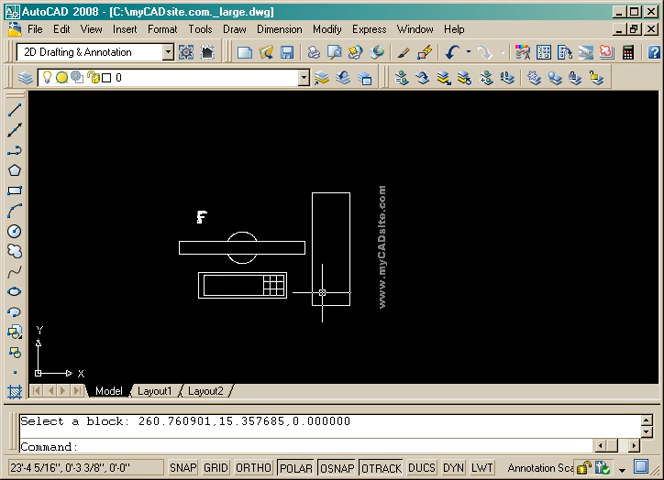 AutoCAD 2008 - [C:\myCADsite.com._large.dwg]
File Edit View Insert Format Tools Draw Dimension Modify Express Window Help
2D Drafting & Annotation
0
F
www.myCADsite.com
Y
X
Model Layout1 Layout2
Select a block: 260.760901,15.357685,0.000000
Command:
23'-4 5/16", 0'-3 3/8", 0'-0" SNAP GRID ORTHO POLAR OSNAP OTRACK DUCS DYN LWT Annotation Sca